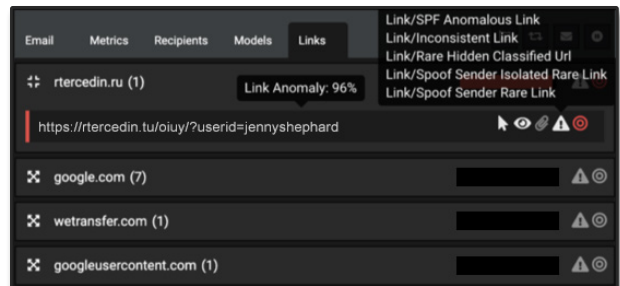 Link/SPF Anomalous Link
Link/Inconsistent Link
Link/Rare Hidden Classified Url
Link/Spoof Sender Isolated Rare Link
Link/Spoof Sender Rare Link
Email Metrics Recipients Models Links
rtercedin.ru (1)
Link Anomaly: 96%
https://rtercedin.tu/oiuy/?userid=jennyshephard
google.com (7)
wetransfer.com (1)
googleusercontent.com (1)